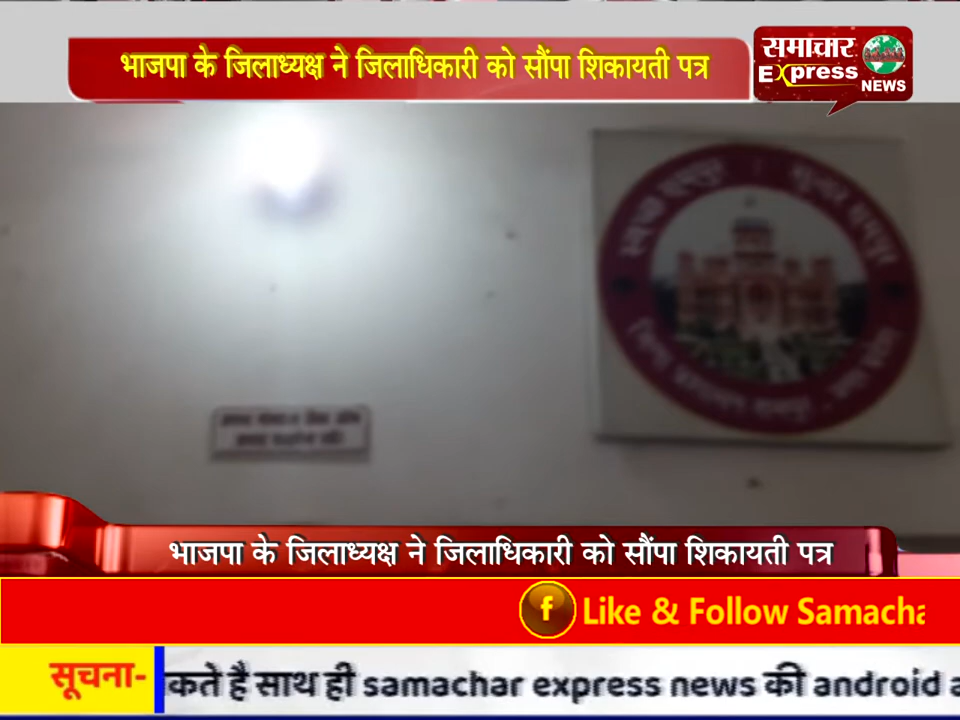 भाजपा के जिलाध्यक्ष ने जिलाधिकारी को सौंपा शिकायती पत्र
समाचार
Express
NEWS
भाजपा के जिलाध्यक्ष ने जिलाधिकारी को सौंपा शिकायती पत्र
f Like & Follow Samacha
सूचना- कते है साथ ही samachar express news की android a